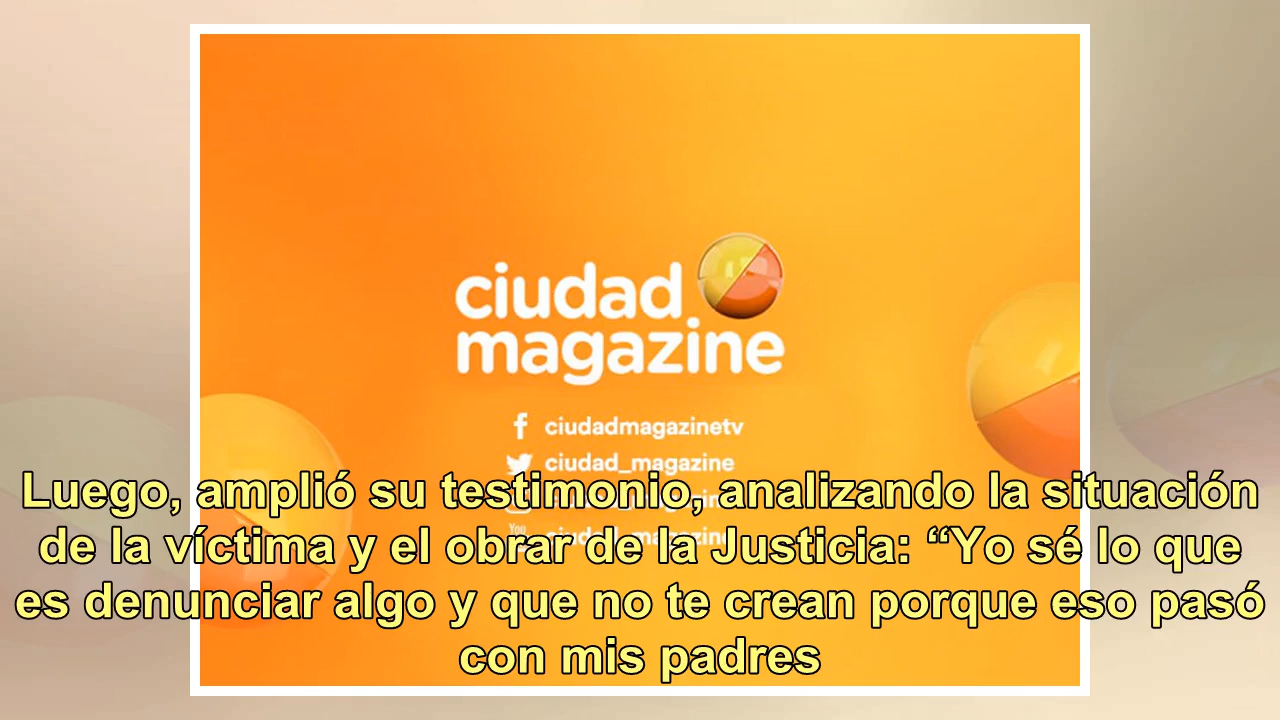 ciudad
magazine
ciudadmagazinetv
ciudad_magazine
Luego, amplió su testimonio, analizando la situación
de la víctima y el obrar de la Justicia: “Yo sé lo que
es denunciar algo y que no te crean porque eso pasó
con mis padres